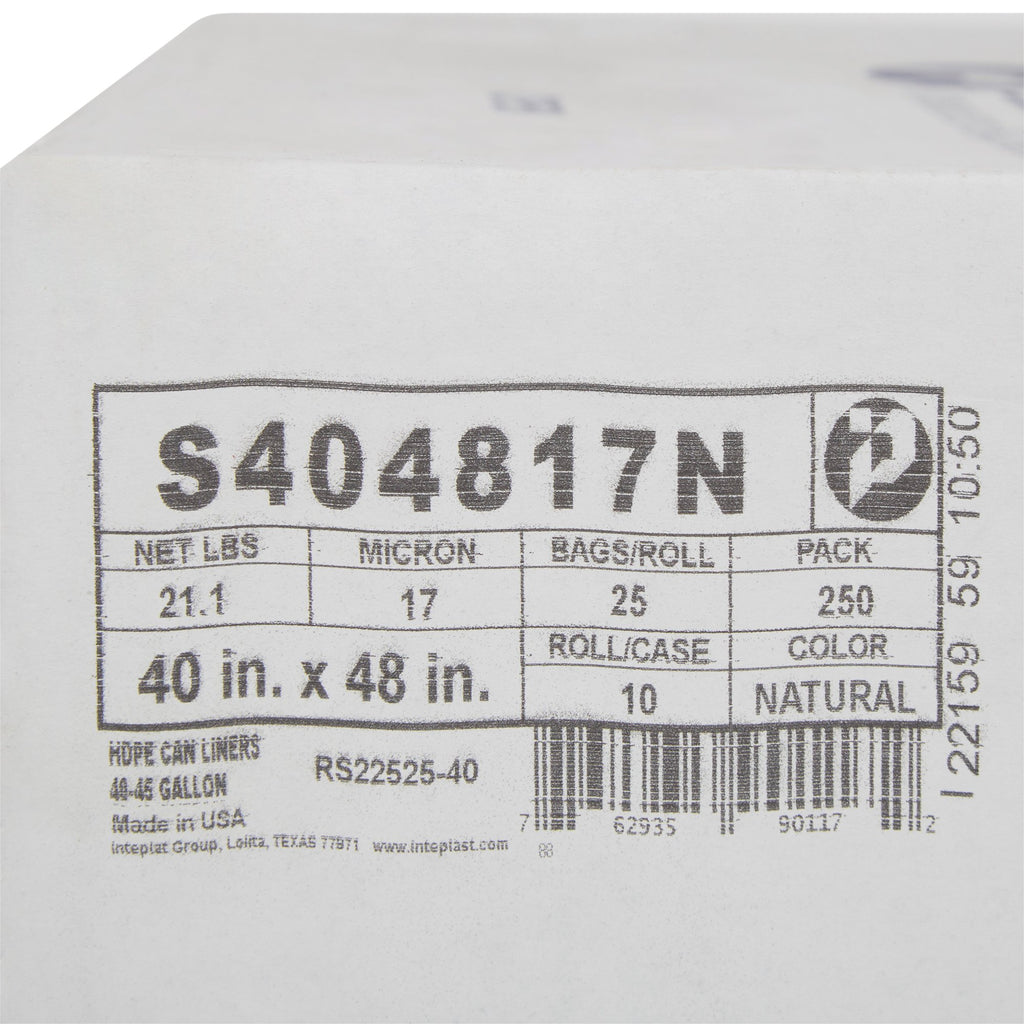 S404817N
NET LBS MICRON BAGS/ROLL PACK
21.1 17 25 250
40 in. x 48 in.
ROLL/CASE COLOR
10 NATURAL
HDPE CAN LINERS
40-45 GALLON
RS22525-40
Made in USA
Inteplat Group, Lolita, TEXAS 77971 www.inteplast.com
7 62935 90117 2
I 22159 59 10:50